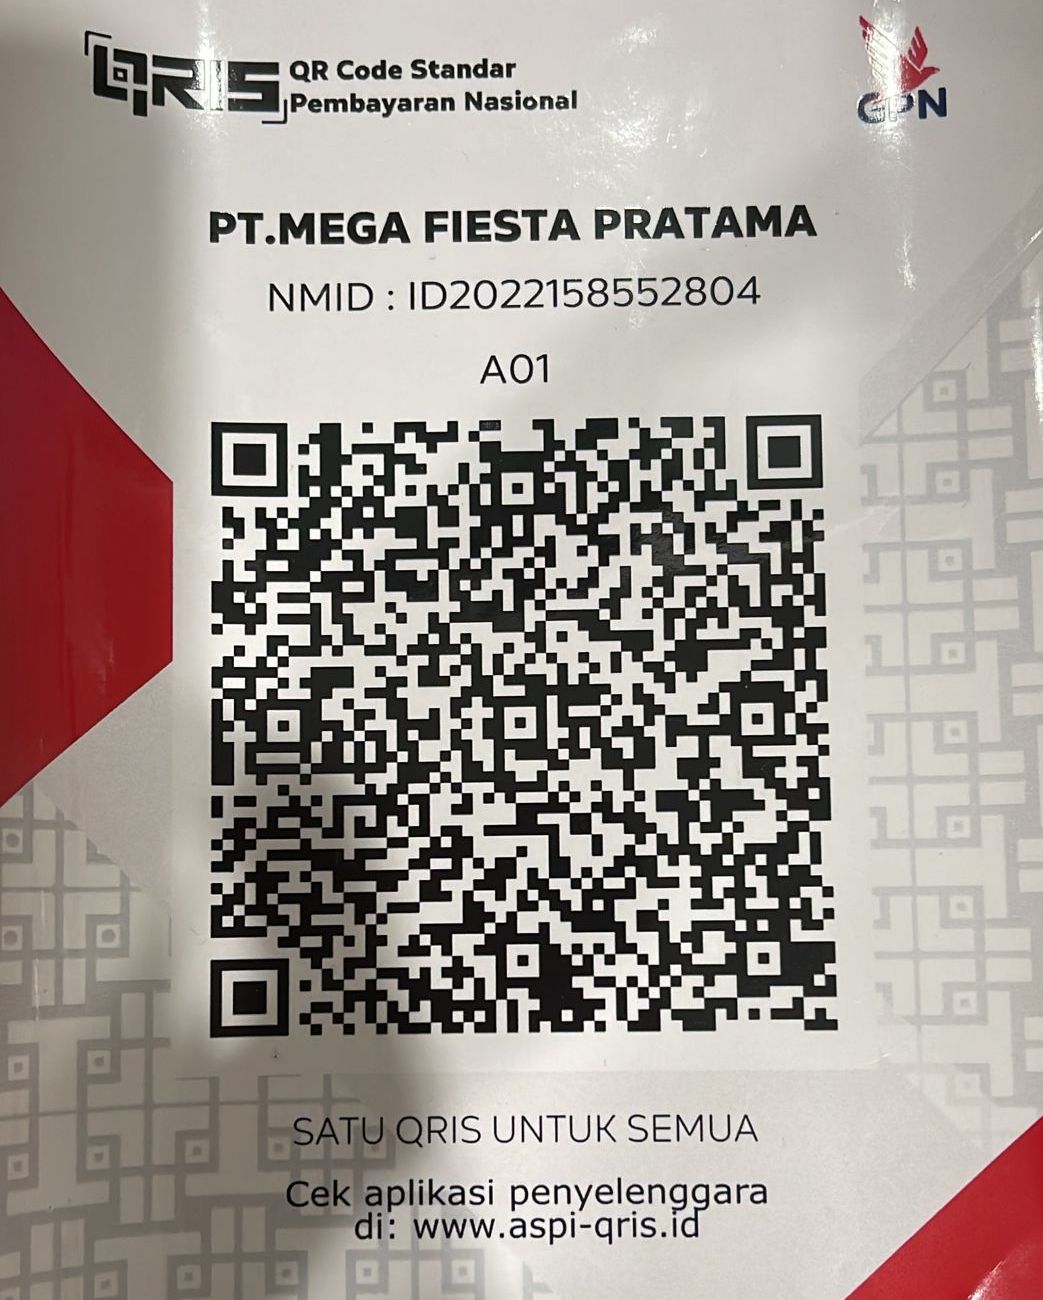 QRIS QR Code Standar
Pembayaran Nasional
GPN
PT.MEGA FIESTA PRATAMA
NMID : ID2022158552804
A01
SATU QRIS UNTUK SEMUA
Cek aplikasi penyelenggara
di: www.aspi-qris.id